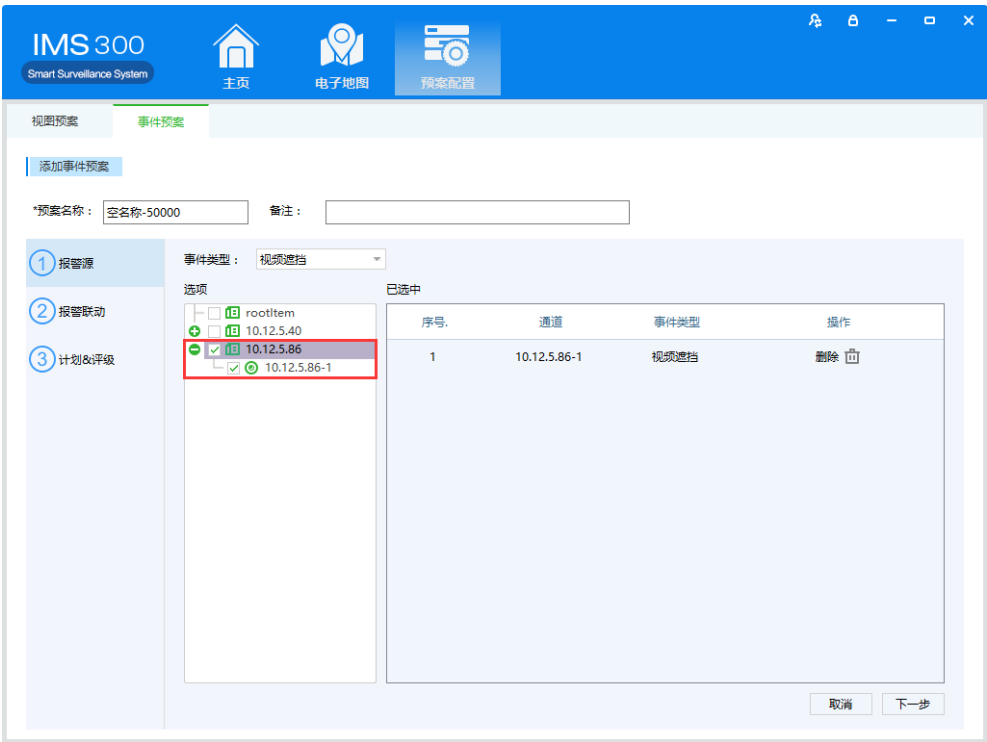 IMS 300
Smart Surveillance System
主页
电子地图
预案配置
视图预案
事件预案
添加事件预案
*预案名称： 空名称-50000 备注：
1 报警源
2 报警联动
3 计划&评级
事件类型： 视频遮挡
选项 已选中
rootItem
10.12.5.40
10.12.5.86
10.12.5.86-1
序号. 通道 事件类型 操作
1 10.12.5.86-1 视频遮挡 删除
取消 下一步